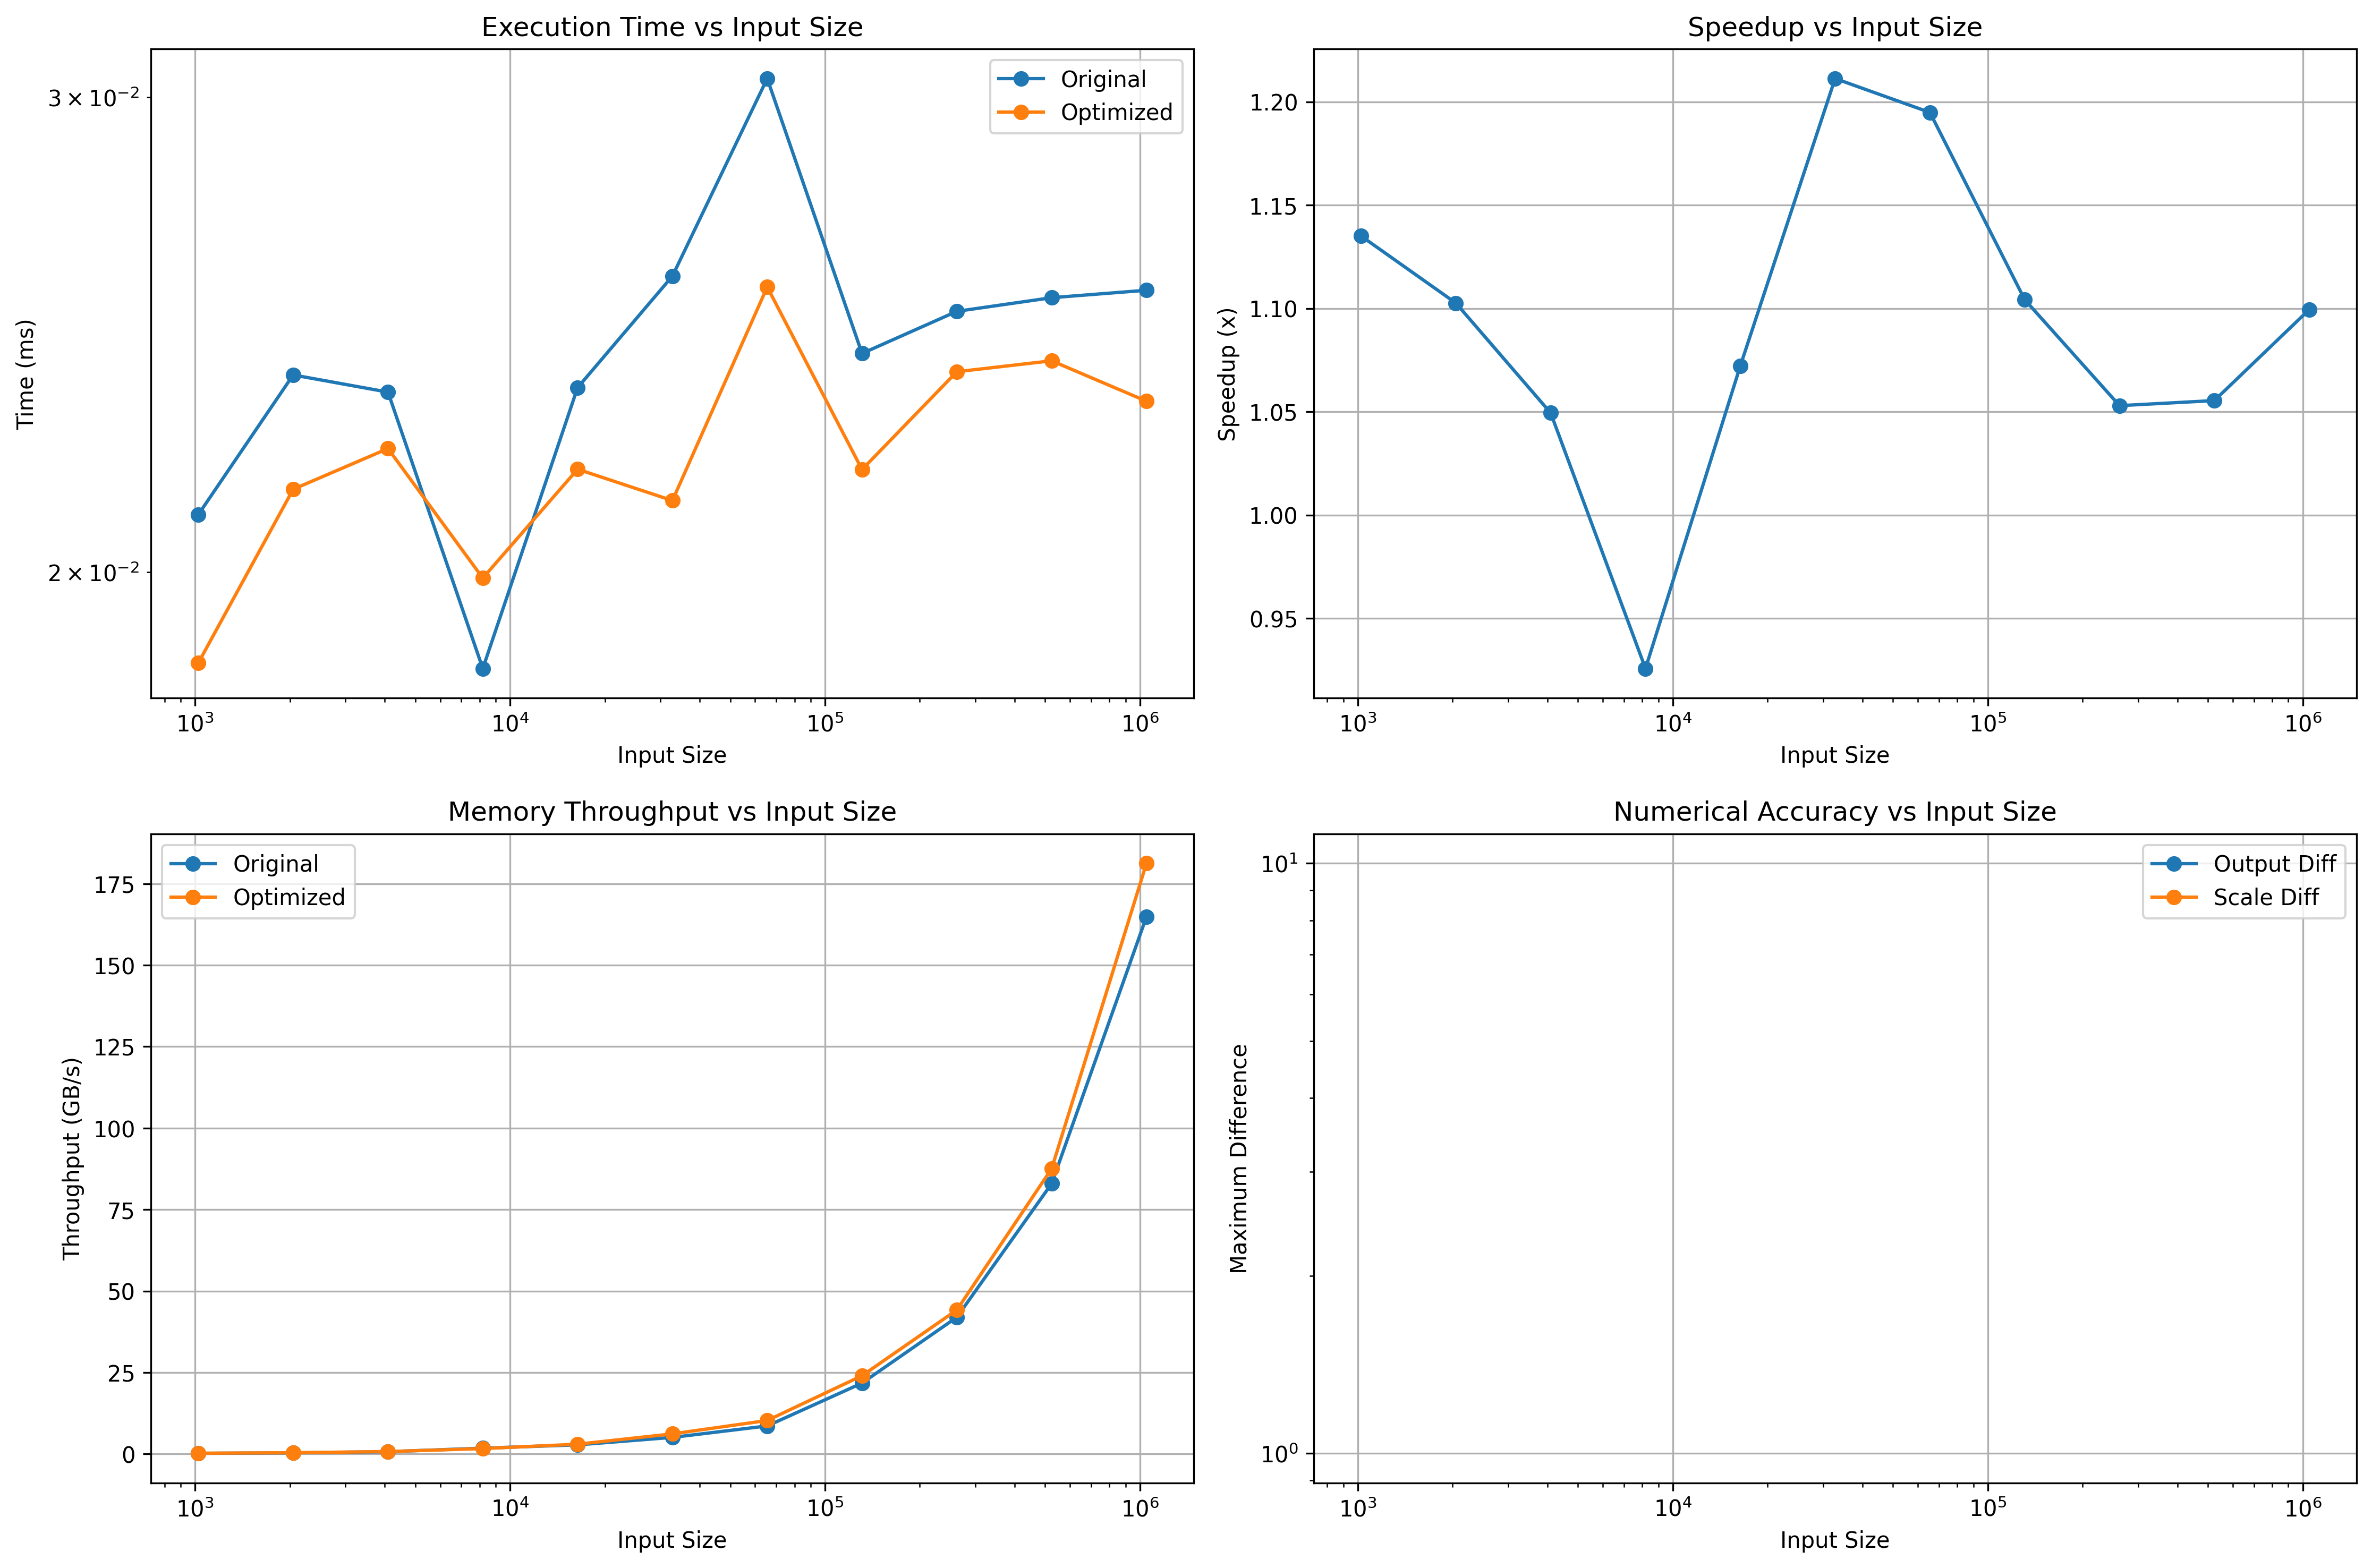 Execution Time vs Input Size
3 × 10⁻²
2 × 10⁻²
Time (ms)
Original
Optimized
10³ 10⁴ 10⁵ 10⁶
Input Size
Speedup vs Input Size
1.20
1.15
1.10
1.05
1.00
0.95
Speedup (x)
10³ 10⁴ 10⁵ 10⁶
Input Size
Memory Throughput vs Input Size
Original
Optimized
175
150
125
100
75
50
25
0
Throughput (GB/s)
10³ 10⁴ 10⁵ 10⁶
Input Size
Numerical Accuracy vs Input Size
10¹
10⁰
Maximum Difference
Output Diff
Scale Diff
10³ 10⁴ 10⁵ 10⁶
Input Size